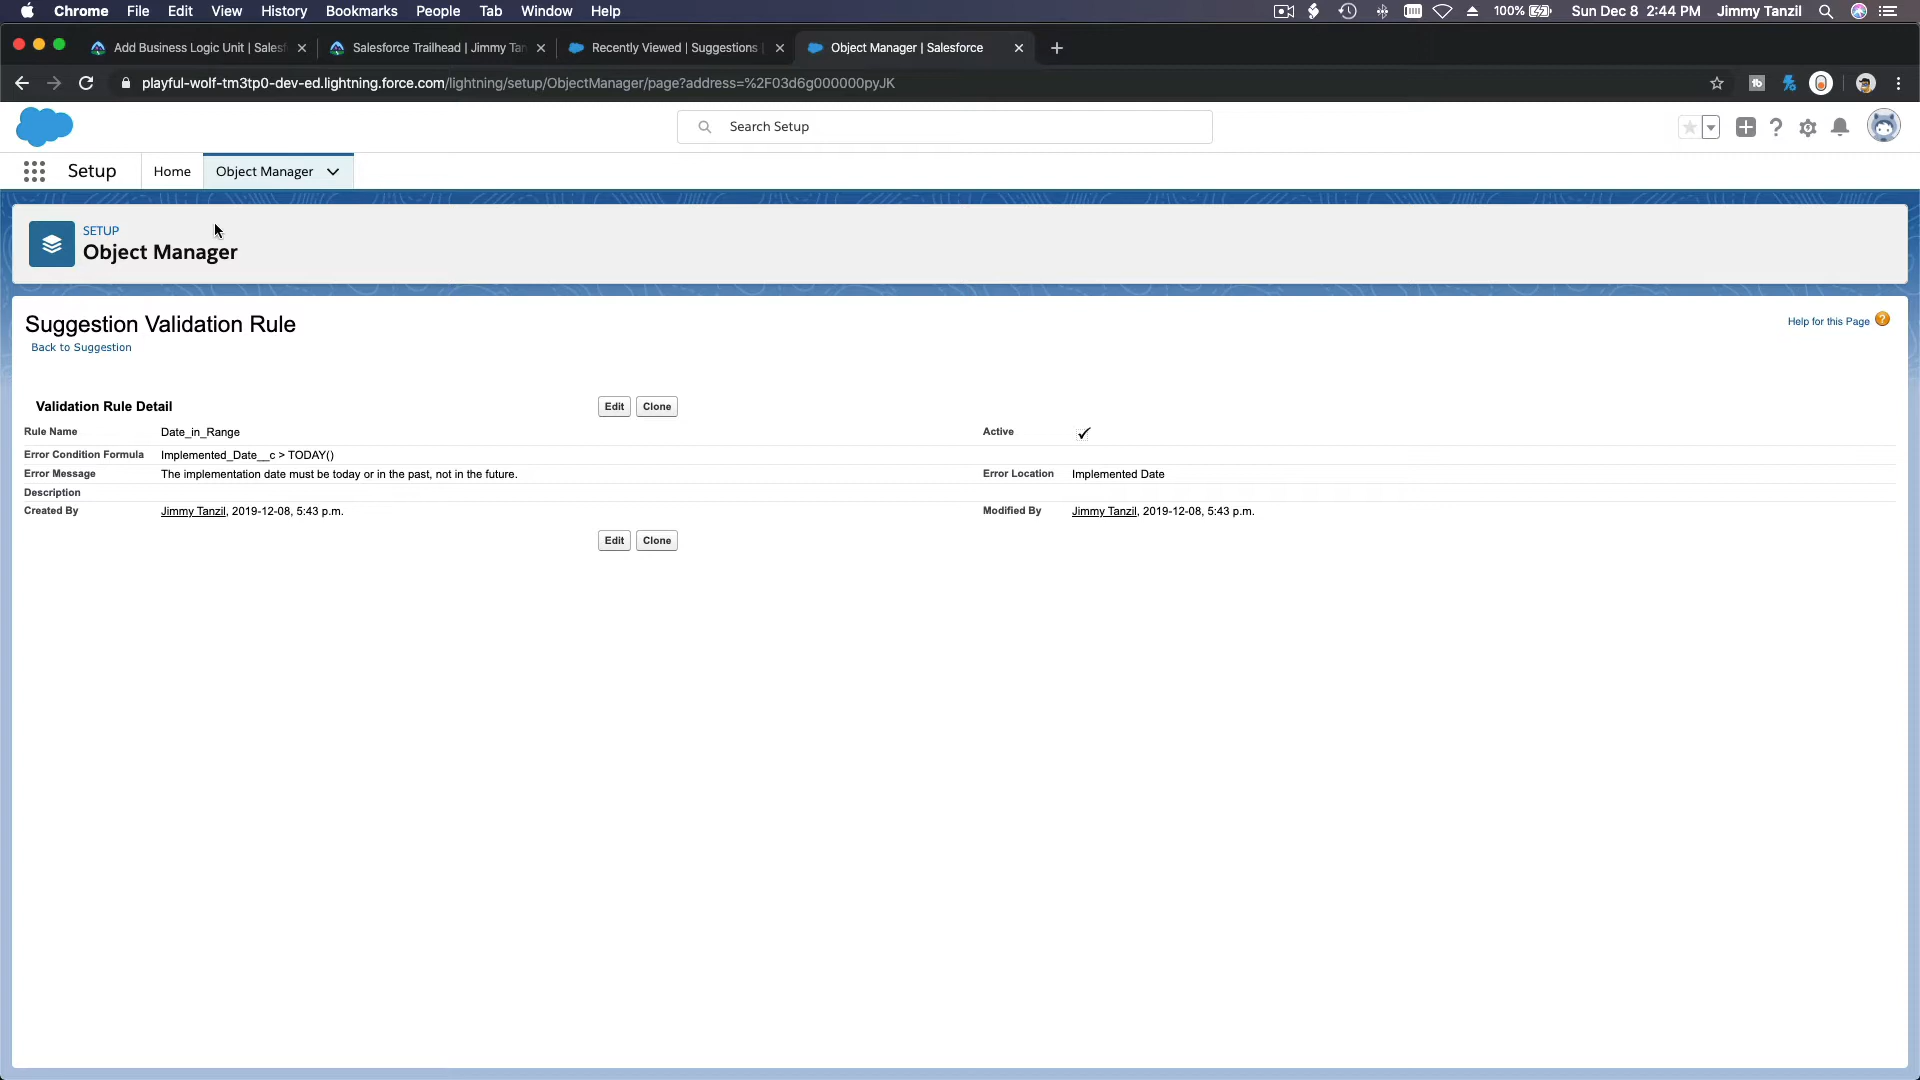 Chrome File Edit View History Bookmarks People Tab Window Help 100% Sun Dec 8 2:44 PM Jimmy Tanzil
Add Business Logic Unit | Salesf Salesforce Trailhead | Jimmy Tan Recently Viewed | Suggestions | Object Manager | Salesforce
playful-wolf-tm3tp0-dev-ed.lightning.force.com/lightning/setup/ObjectManager/page?address=%2F03d6g000000pyJK
Search Setup
Setup Home Object Manager
SETUP
Object Manager
Suggestion Validation Rule
Help for this Page
Back to Suggestion
Validation Rule Detail Edit Clone
Rule Name Date_in_Range Active
Error Condition Formula Implemented_Date__c > TODAY()
Error Message The implementation date must be today or in the past, not in the future. Error Location Implemented Date
Description
Created By Jimmy Tanzil, 2019-12-08, 5:43 p.m. Modified By Jimmy Tanzil, 2019-12-08, 5:43 p.m.
Edit Clone